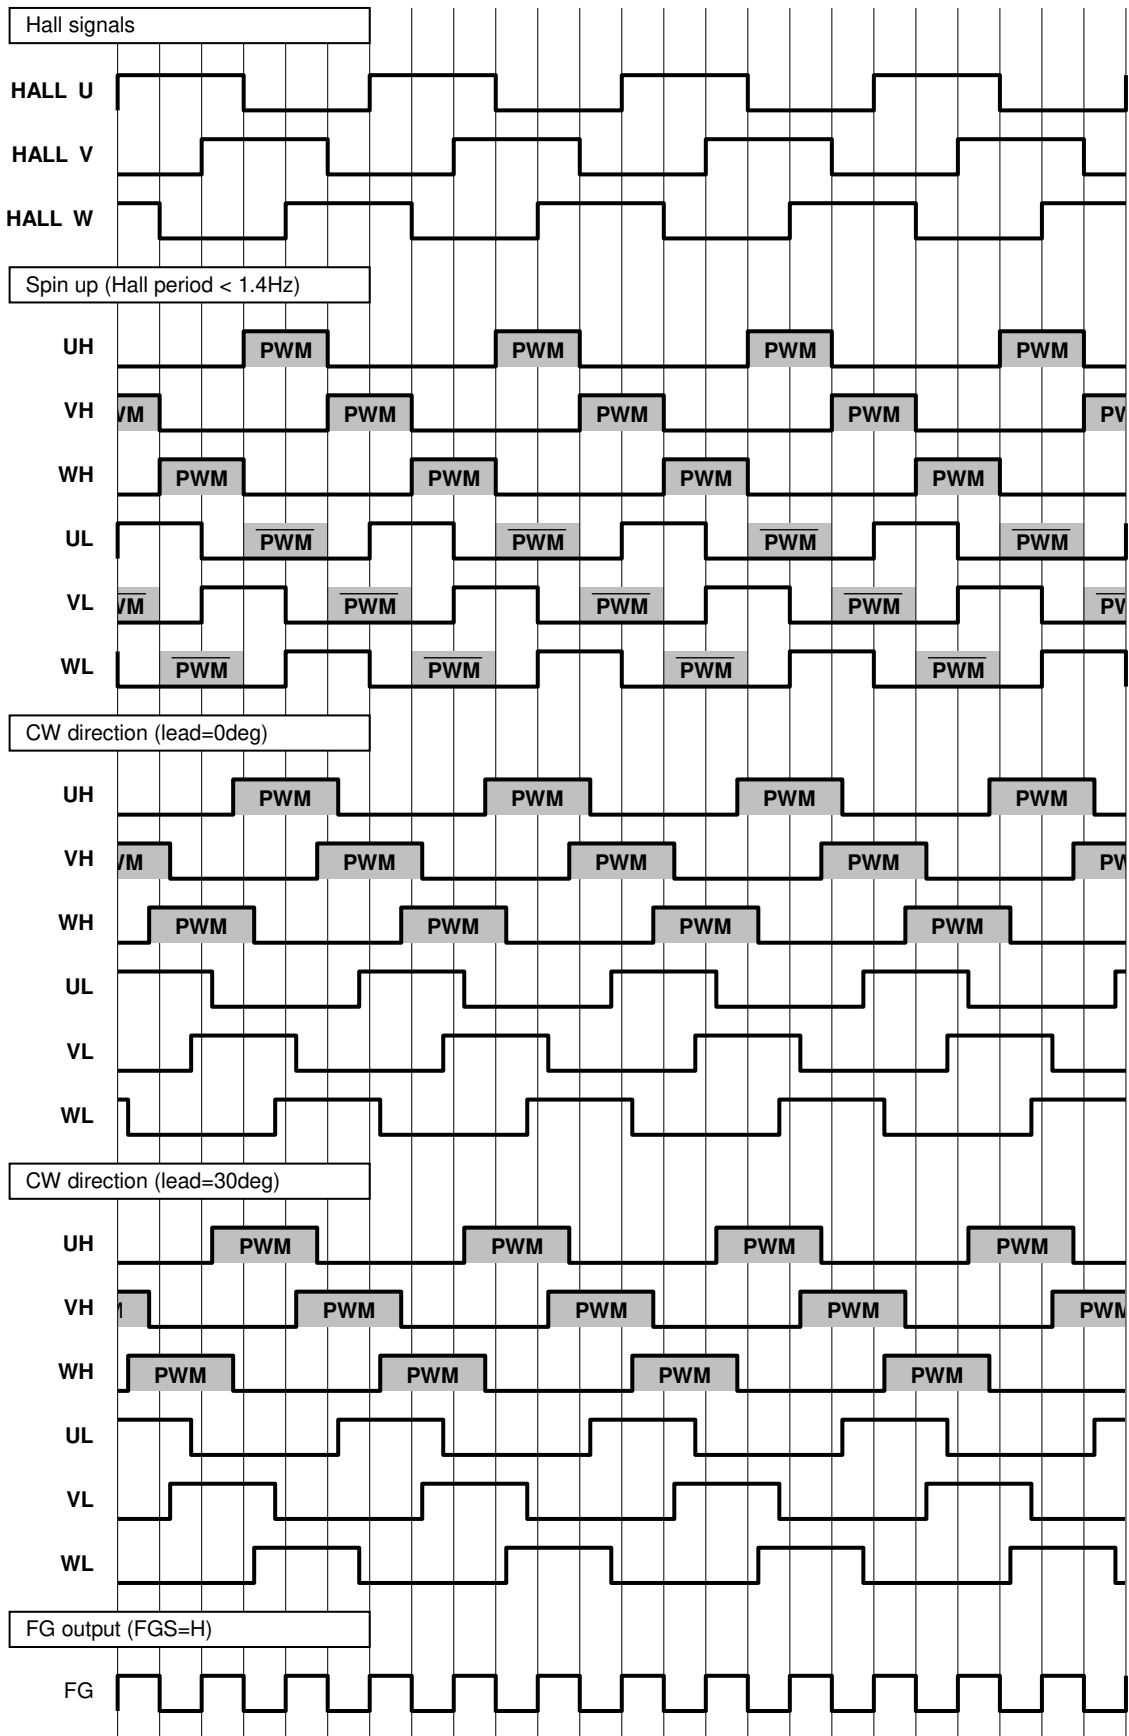 Hall signals
HALL U
HALL V
HALL W
Spin up (Hall period < 1.4Hz)
UH PWM PWM PWM PWM
VH PWM PWM PWM
WH PWM PWM PWM PWM
UL PWM PWM PWM PWM
VL PWM PWM PWM
WL PWM PWM PWM PWM
CW direction (lead=0deg)
UH PWM PWM PWM PWM
VH PWM PWM PWM
WH PWM PWM PWM PWM
UL
VL
WL
CW direction (lead=30deg)
UH PWM PWM PWM PWM
VH PWM PWM PWM PWM
WH PWM PWM PWM PWM
UL
VL
WL
FG output (FGS=H)
FG